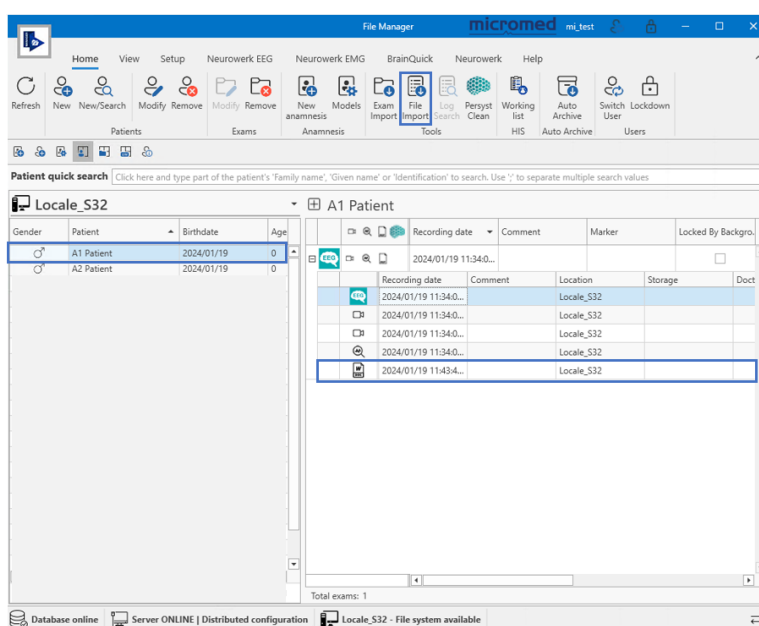 File Manager micromed mi_test
Home View Setup Neurowerk EEG Neurowerk EMG BrainQuick Neurowerk Help
Refresh New New/Search Modify Remove Modify Remove New anamnesis Models Exam Import File Import Log Search Persyst Clean Working list Auto Archive Switch User Lockdown
Patients Exams Anamnesis Tools HIS Auto Archive Users
Patient quick search Click here and type part of the patient's 'Family name', 'Given name' or 'Identification' to search. Use ';' to separate multiple search values
Locale_S32 A1 Patient
Gender Patient Birthdate Age Recording date Comment Marker Locked By Backgro.
A1 Patient 2024/01/19 0 EEG 2024/01/19 11:34:0...
A2 Patient 2024/01/19 0 Recording date Comment Location Storage Doct
EEG 2024/01/19 11:34:0... Locale_S32
2024/01/19 11:34:0... Locale_S32
2024/01/19 11:34:0... Locale_S32
2024/01/19 11:34:0... Locale_S32
2024/01/19 11:43:4... Locale_S32
Total exams: 1
Database online Server ONLINE | Distributed configuration Locale_S32 - File system available